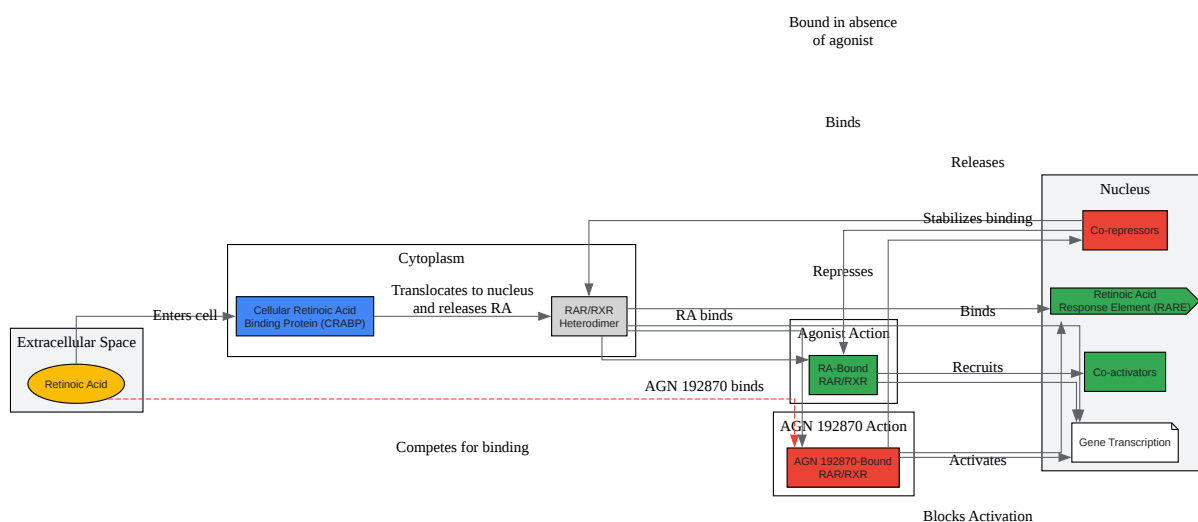 Bound in absence
of agonist
Binds
Releases
Nucleus
Stabilizes binding
Co-repressors
Cytoplasm
Represses
Translocates to nucleus
and releases RA
Cellular Retinoic Acid
Binding Protein (CRABP)
RAR/RXR
Heterodimer
Retinoic Acid
Response Element (RARE)
Enters cell
RA binds
Binds
Extracellular Space
Agonist Action
Retinoic Acid
RA-Bound
RAR/RXR
Recruits
Co-activators
AGN 192870 binds
AGN 192870 Action
Competes for binding
Gene Transcription
AGN 192870-Bound
RAR/RXR
Activates
Blocks Activation